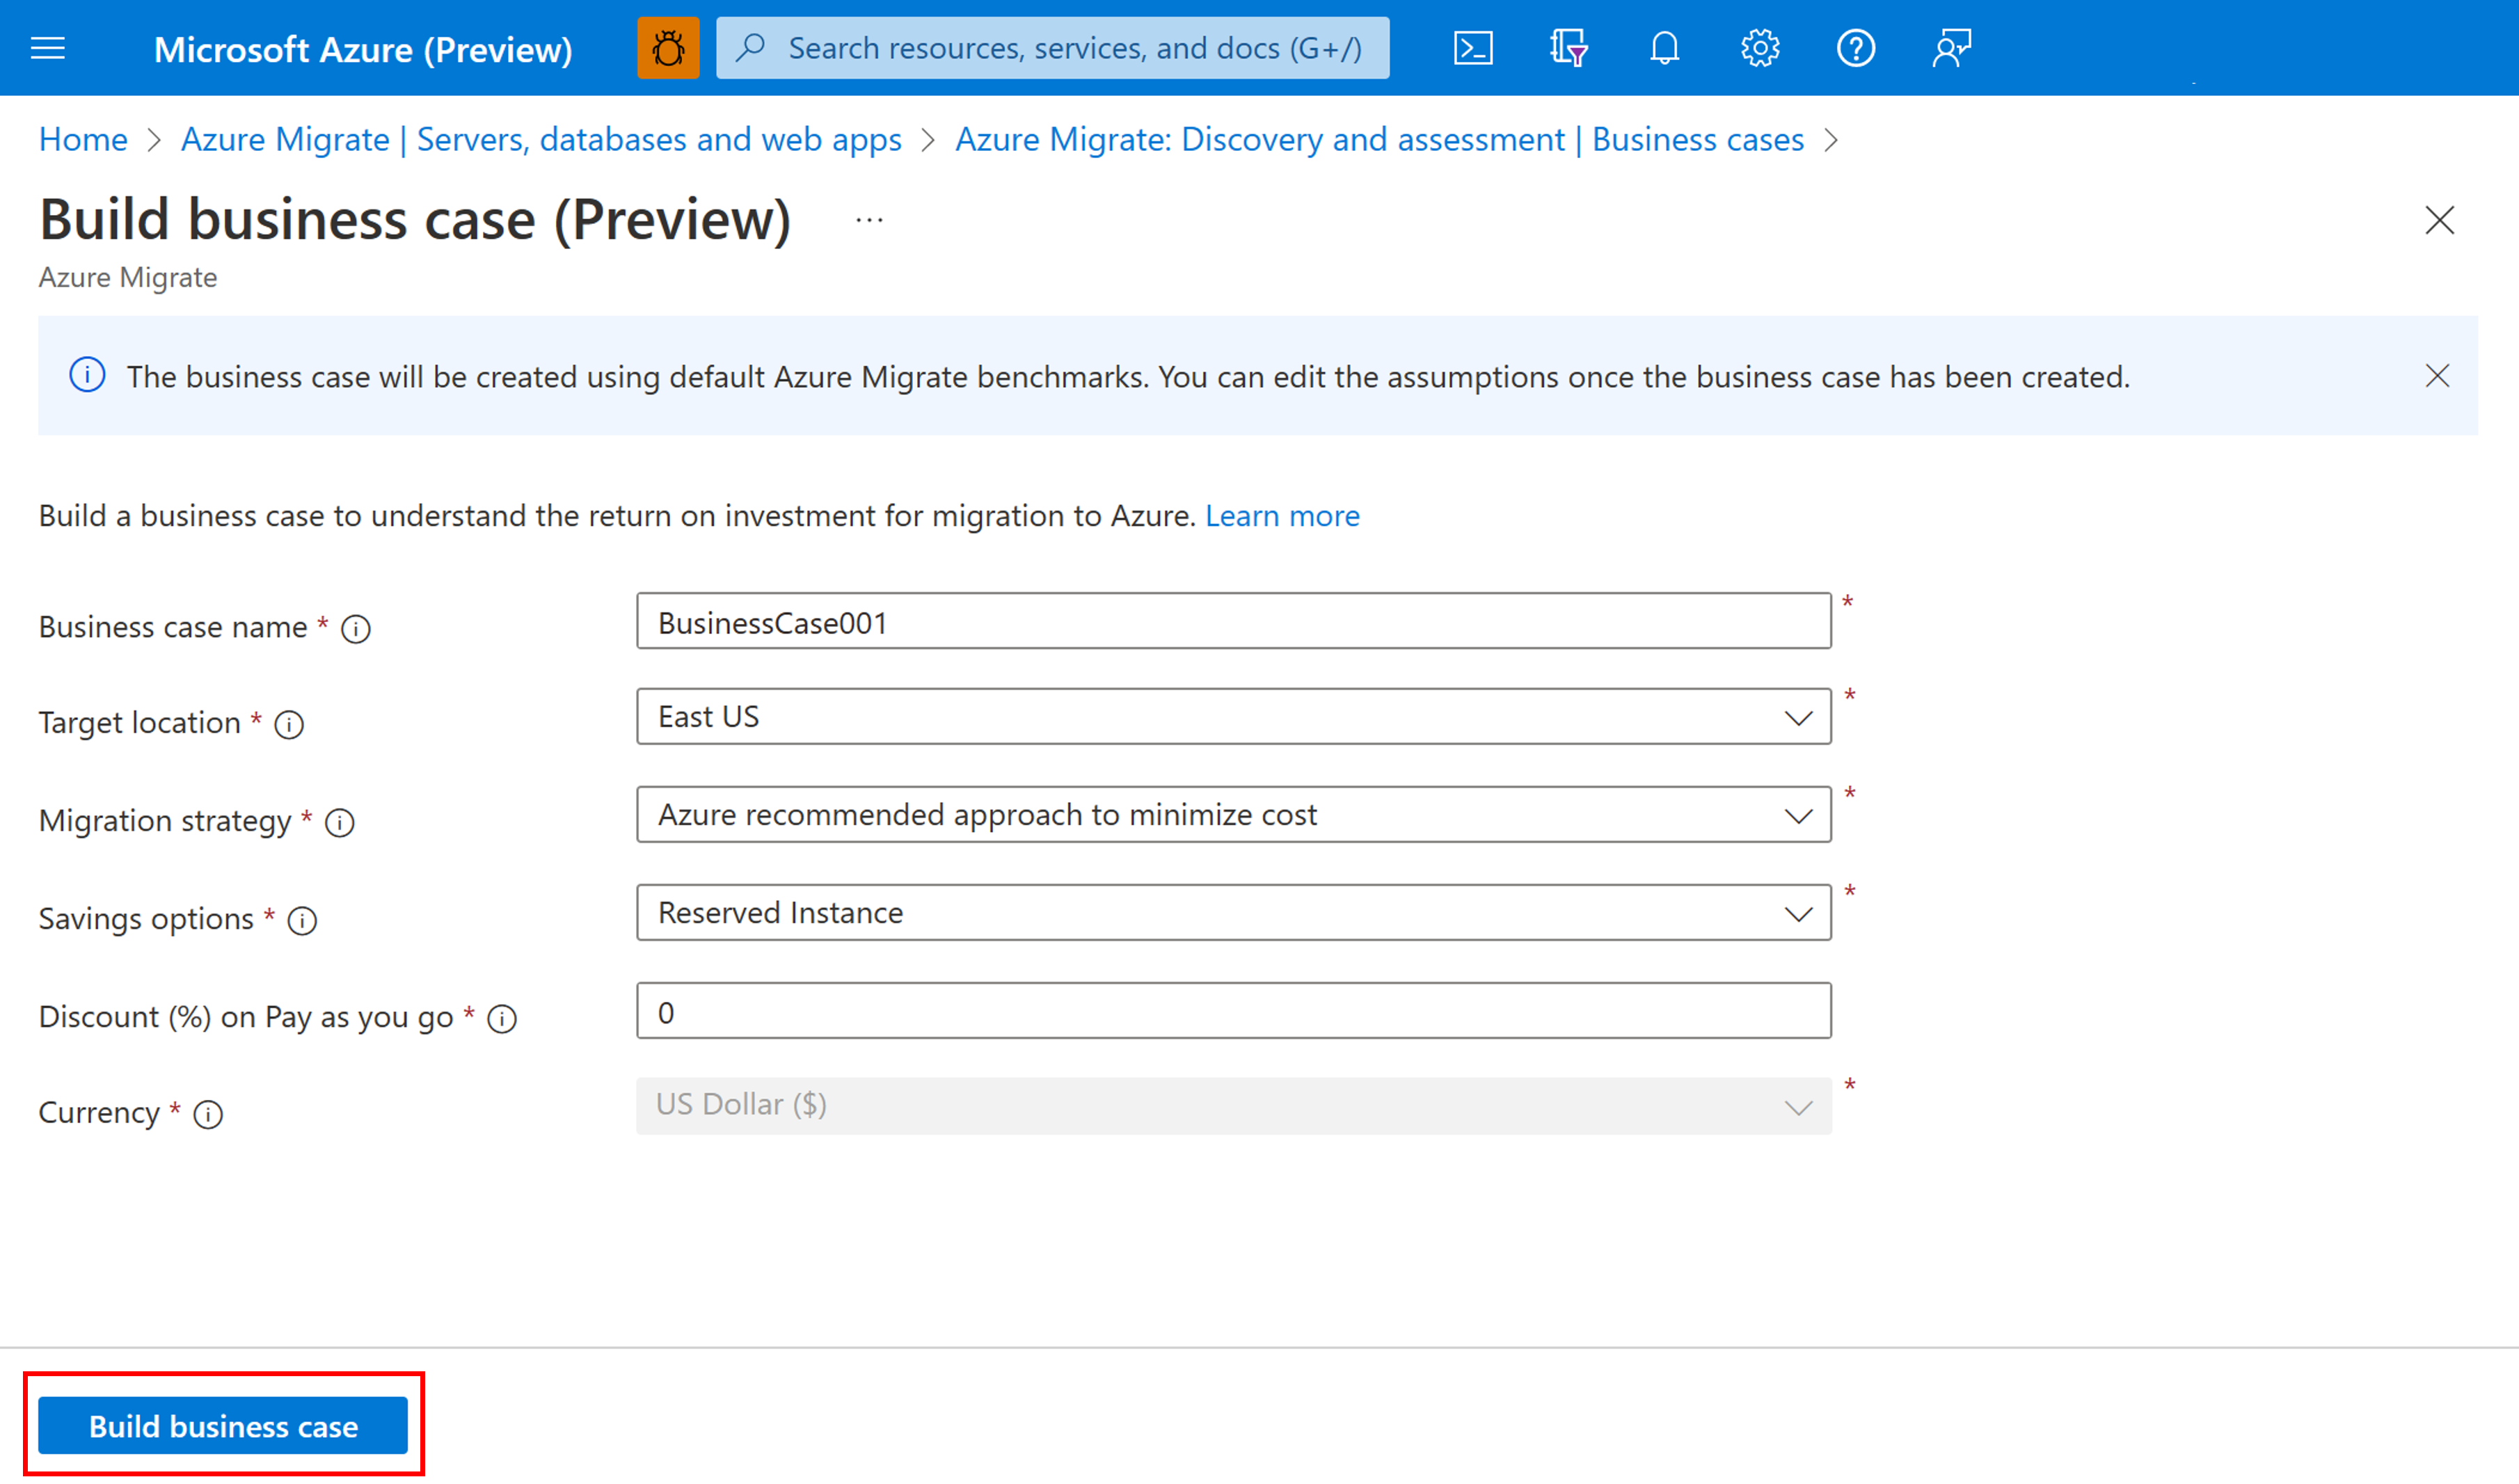 Microsoft Azure (Preview)
Search resources, services, and docs (G+/)
Home > Azure Migrate | Servers, databases and web apps > Azure Migrate: Discovery and assessment | Business cases >
Build business case (Preview) ...
Azure Migrate
The business case will be created using default Azure Migrate benchmarks. You can edit the assumptions once the business case has been created.
Build a business case to understand the return on investment for migration to Azure. Learn more
Business case name * BusinessCase001 *
Target location * East US *
Migration strategy * Azure recommended approach to minimize cost *
Savings options * Reserved Instance *
Discount (%) on Pay as you go * 0
Currency * US Dollar ($) *
Build business case